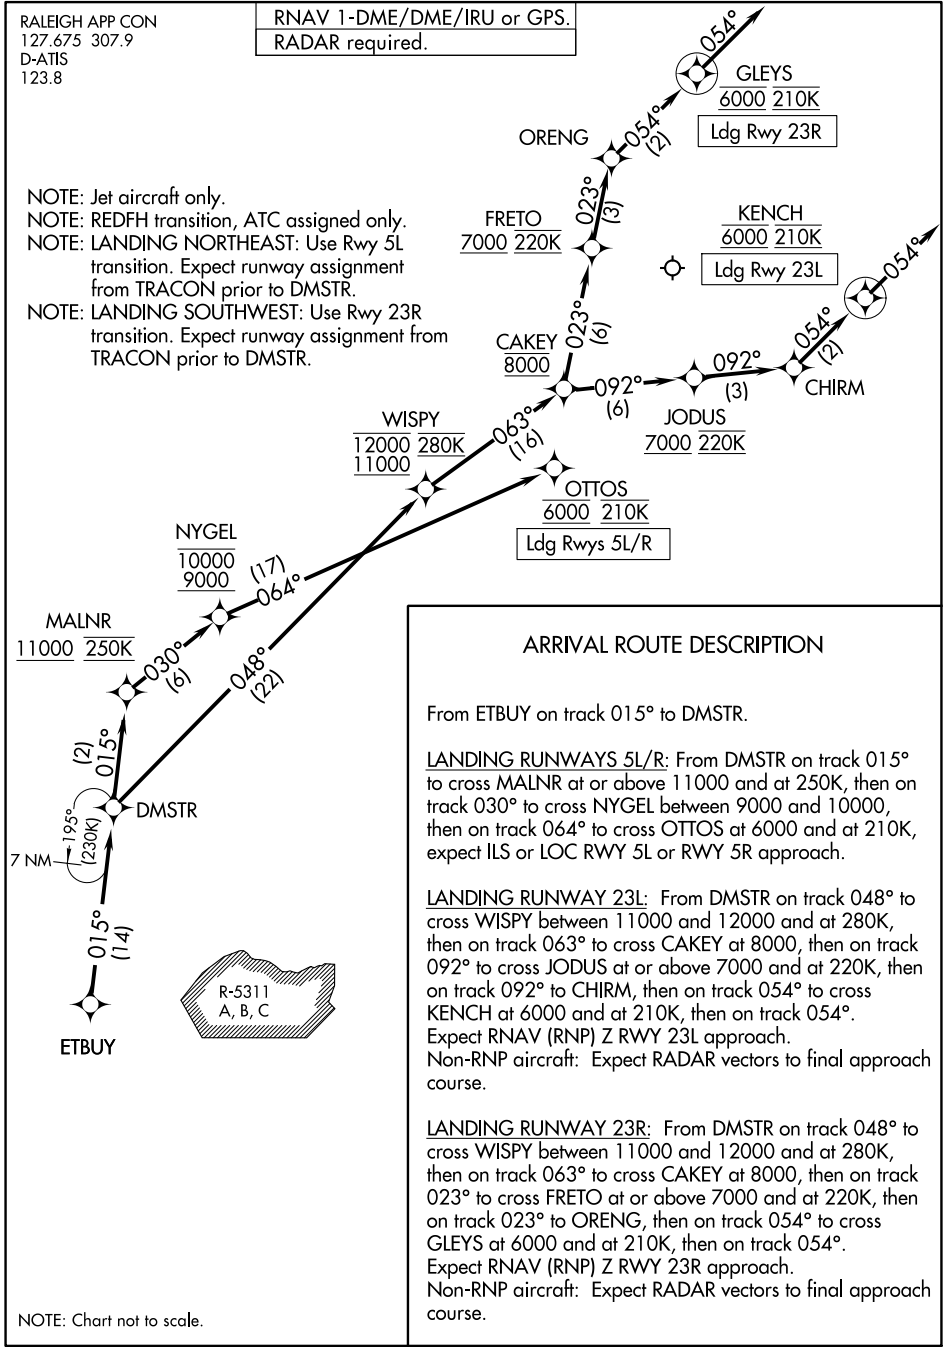 RALEIGH APP CON
127.675 307.9
D-ATIS
123.8
RNAV 1-DME/DME/IRU or GPS.
RADAR required.
NOTE: Jet aircraft only.
NOTE: REDFH transition, ATC assigned only.
NOTE: LANDING NORTHEAST: Use Rwy 5L
transition. Expect runway assignment
from TRACON prior to DMSTR.
NOTE: LANDING SOUTHWEST: Use Rwy 23R
transition. Expect runway assignment from
TRACON prior to DMSTR.
054°
GLEYS
6000 210K
Ldg Rwy 23R
054°
(2)
ORENG
023°
(3)
FRETO
7000 220K
KENCH
6000 210K
Ldg Rwy 23L
054°
023°
(6)
CAKEY
8000
054°
(2)
092°
(3)
CHIRM
092°
(6)
JODUS
7000 220K
WISPY
12000 280K
11000
063°
(16)
OTTOS
6000 210K
Ldg Rwys 5L/R
NYGEL
10000
9000
(17)
064°
MALNR
11000 250K
030°
(6)
048°
(22)
(2)
015°
DMSTR
195°
(230K)
7 NM
015°
(14)
R-5311
A, B, C
ETBUY
ARRIVAL ROUTE DESCRIPTION
From ETBUY on track 015° to DMSTR.
LANDING RUNWAYS 5L/R: From DMSTR on track 015°
to cross MALNR at or above 11000 and at 250K, then on
track 030° to cross NYGEL between 9000 and 10000,
then on track 064° to cross OTTOS at 6000 and at 210K,
expect ILS or LOC RWY 5L or RWY 5R approach.
LANDING RUNWAY 23L: From DMSTR on track 048° to
cross WISPY between 11000 and 12000 and at 280K,
then on track 063° to cross CAKEY at 8000, then on track
092° to cross JODUS at or above 7000 and at 220K, then
on track 092° to CHIRM, then on track 054° to cross
KENCH at 6000 and at 210K, then on track 054°.
Expect RNAV (RNP) Z RWY 23L approach.
Non-RNP aircraft: Expect RADAR vectors to final approach
course.
LANDING RUNWAY 23R: From DMSTR on track 048° to
cross WISPY between 11000 and 12000 and at 280K,
then on track 063° to cross CAKEY at 8000, then on track
023° to cross FRETO at or above 7000 and at 220K, then
on track 023° to ORENG, then on track 054° to cross
GLEYS at 6000 and at 210K, then on track 054°.
Expect RNAV (RNP) Z RWY 23R approach.
Non-RNP aircraft: Expect RADAR vectors to final approach
course.
NOTE: Chart not to scale.